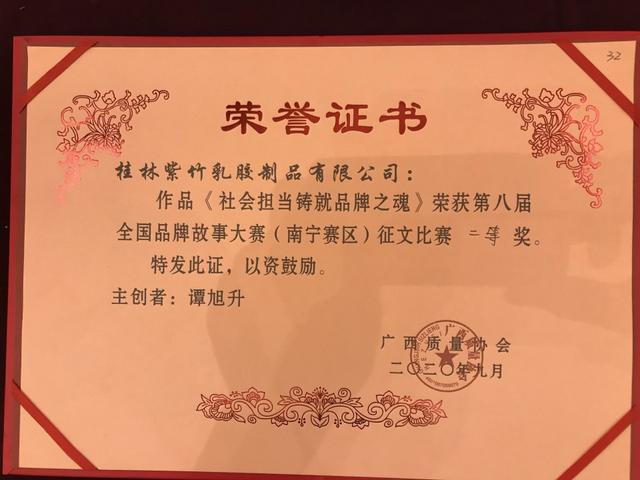 32
荣誉证书
桂林紫竹乳胶制品有限公司：
作品《社会担当铸就品牌之魂》荣获第八届
全国品牌故事大赛（南宁赛区）征文比赛 二等 奖。
特发此证，以资鼓励。
主创者：谭旭升
广西质量协会
二〇二〇年九月